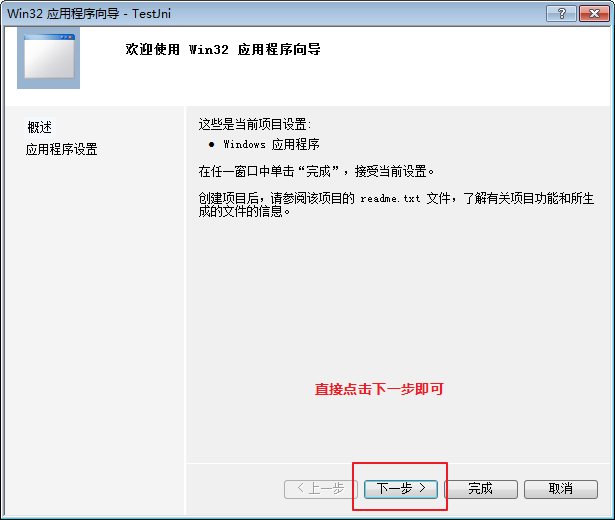 Win32 应用程序向导 - TestJni
欢迎使用 Win32 应用程序向导
概述
应用程序设置
这些是当前项目设置:
● Windows 应用程序
在任一窗口中单击“完成”，接受当前设置。
创建项目后，请参阅该项目的 readme.txt 文件，了解有关项目功能和所生
成的文件的信息。
直接点击下一步即可
< 上一步
下一步 >
完成
取消